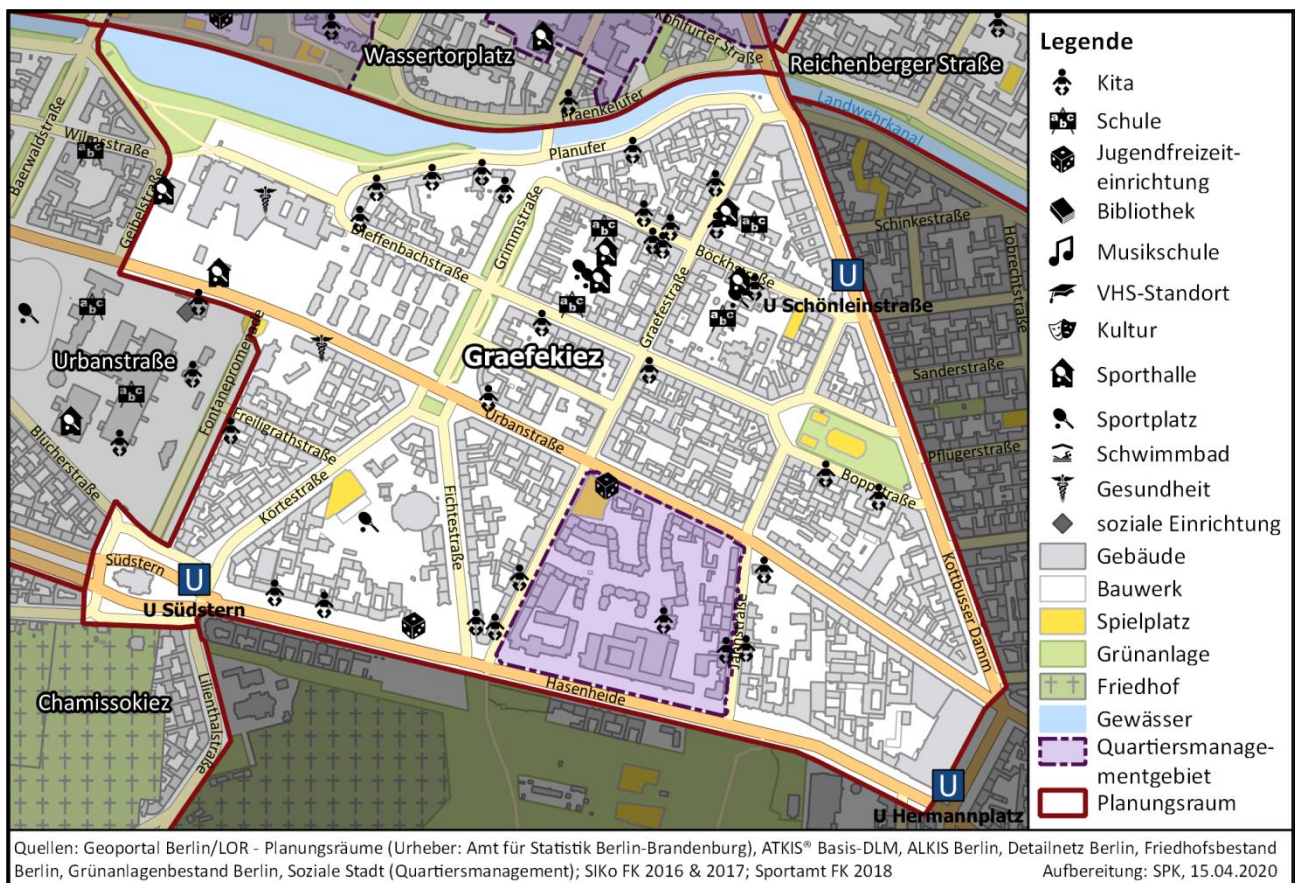 Wassertorplatz
Kohlfurter Straße
Reichenberger Straße
Landwehrkanal
Fraenkelufer
Planufer
Baerwaldstraße
Wilmsstraße
Geibelstraße
Dieffenbachstraße
Grimmstraße
Böckhstraße
Graefestraße
Schinkestraße
Hobrechtstraße
U
U Schönleinstraße
Sanderstraße
Pflügerstraße
Graefekiez
Urbanstraße
Urbanstraße
Fontanepromenade
Freiligrathstraße
Blücherstraße
Körtestraße
Fichtestraße
Boppstraße
Kottbusser Damm
Jahnstraße
Südstern
U
U Südstern
Hasenheide
Chamissokiez
Lilienthalstraße
U
U Hermannplatz
Legende
Kita
abc Schule
Jugendfreizeit-
einrichtung
Bibliothek
Musikschule
VHS-Standort
Kultur
Sporthalle
Sportplatz
Schwimmbad
Gesundheit
soziale Einrichtung
Gebäude
Bauwerk
Spielplatz
Grünanlage
Friedhof
Gewässer
Quartiersmanage-
mentgebiet
Planungsraum
Quellen: Geoportal Berlin/LOR - Planungsräume (Urheber: Amt für Statistik Berlin-Brandenburg), ATKIS® Basis-DLM, ALKIS Berlin, Detailnetz Berlin, Friedhofsbestand
Berlin, Grünanlagenbestand Berlin, Soziale Stadt (Quartiersmanagement); SIKo FK 2016 & 2017; Sportamt FK 2018
Aufbereitung: SPK, 15.04.2020